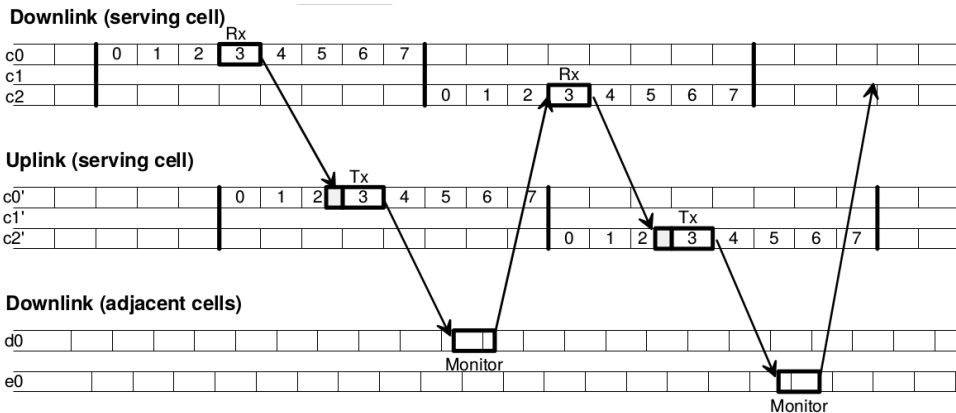 Downlink (serving cell)
Rx
c0 0 1 2 3 4 5 6 7
c1 Rx
c2 0 1 2 3 4 5 6 7
Uplink (serving cell)
Tx
c0' 0 1 2 3 4 5 6 7
c1' Tx
c2' 0 1 2 3 4 5 6 7
Downlink (adjacent cells)
d0
Monitor
e0
Monitor